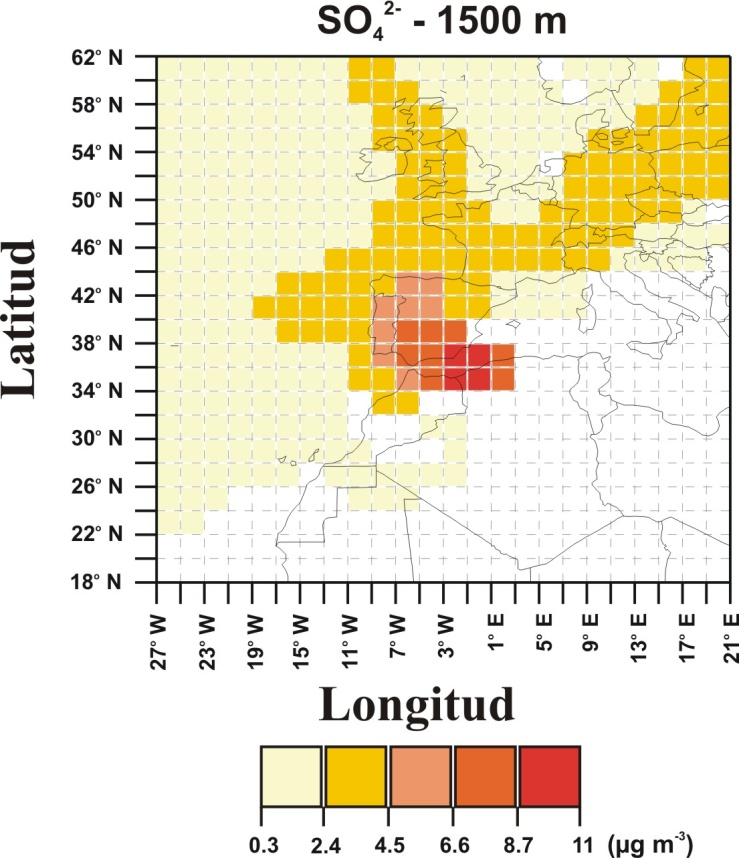 SO₄²⁻ - 1500 m
62° N
58° N
54° N
50° N
46° N
42° N
38° N
34° N
30° N
26° N
22° N
18° N
Latitud
27° W 23° W 19° W 15° W 11° W 7° W 3° W 1° E 5° E 9° E 13° E 17° E 21° E
Longitud
0.3 2.4 4.5 6.6 8.7 11 (µg m⁻³)